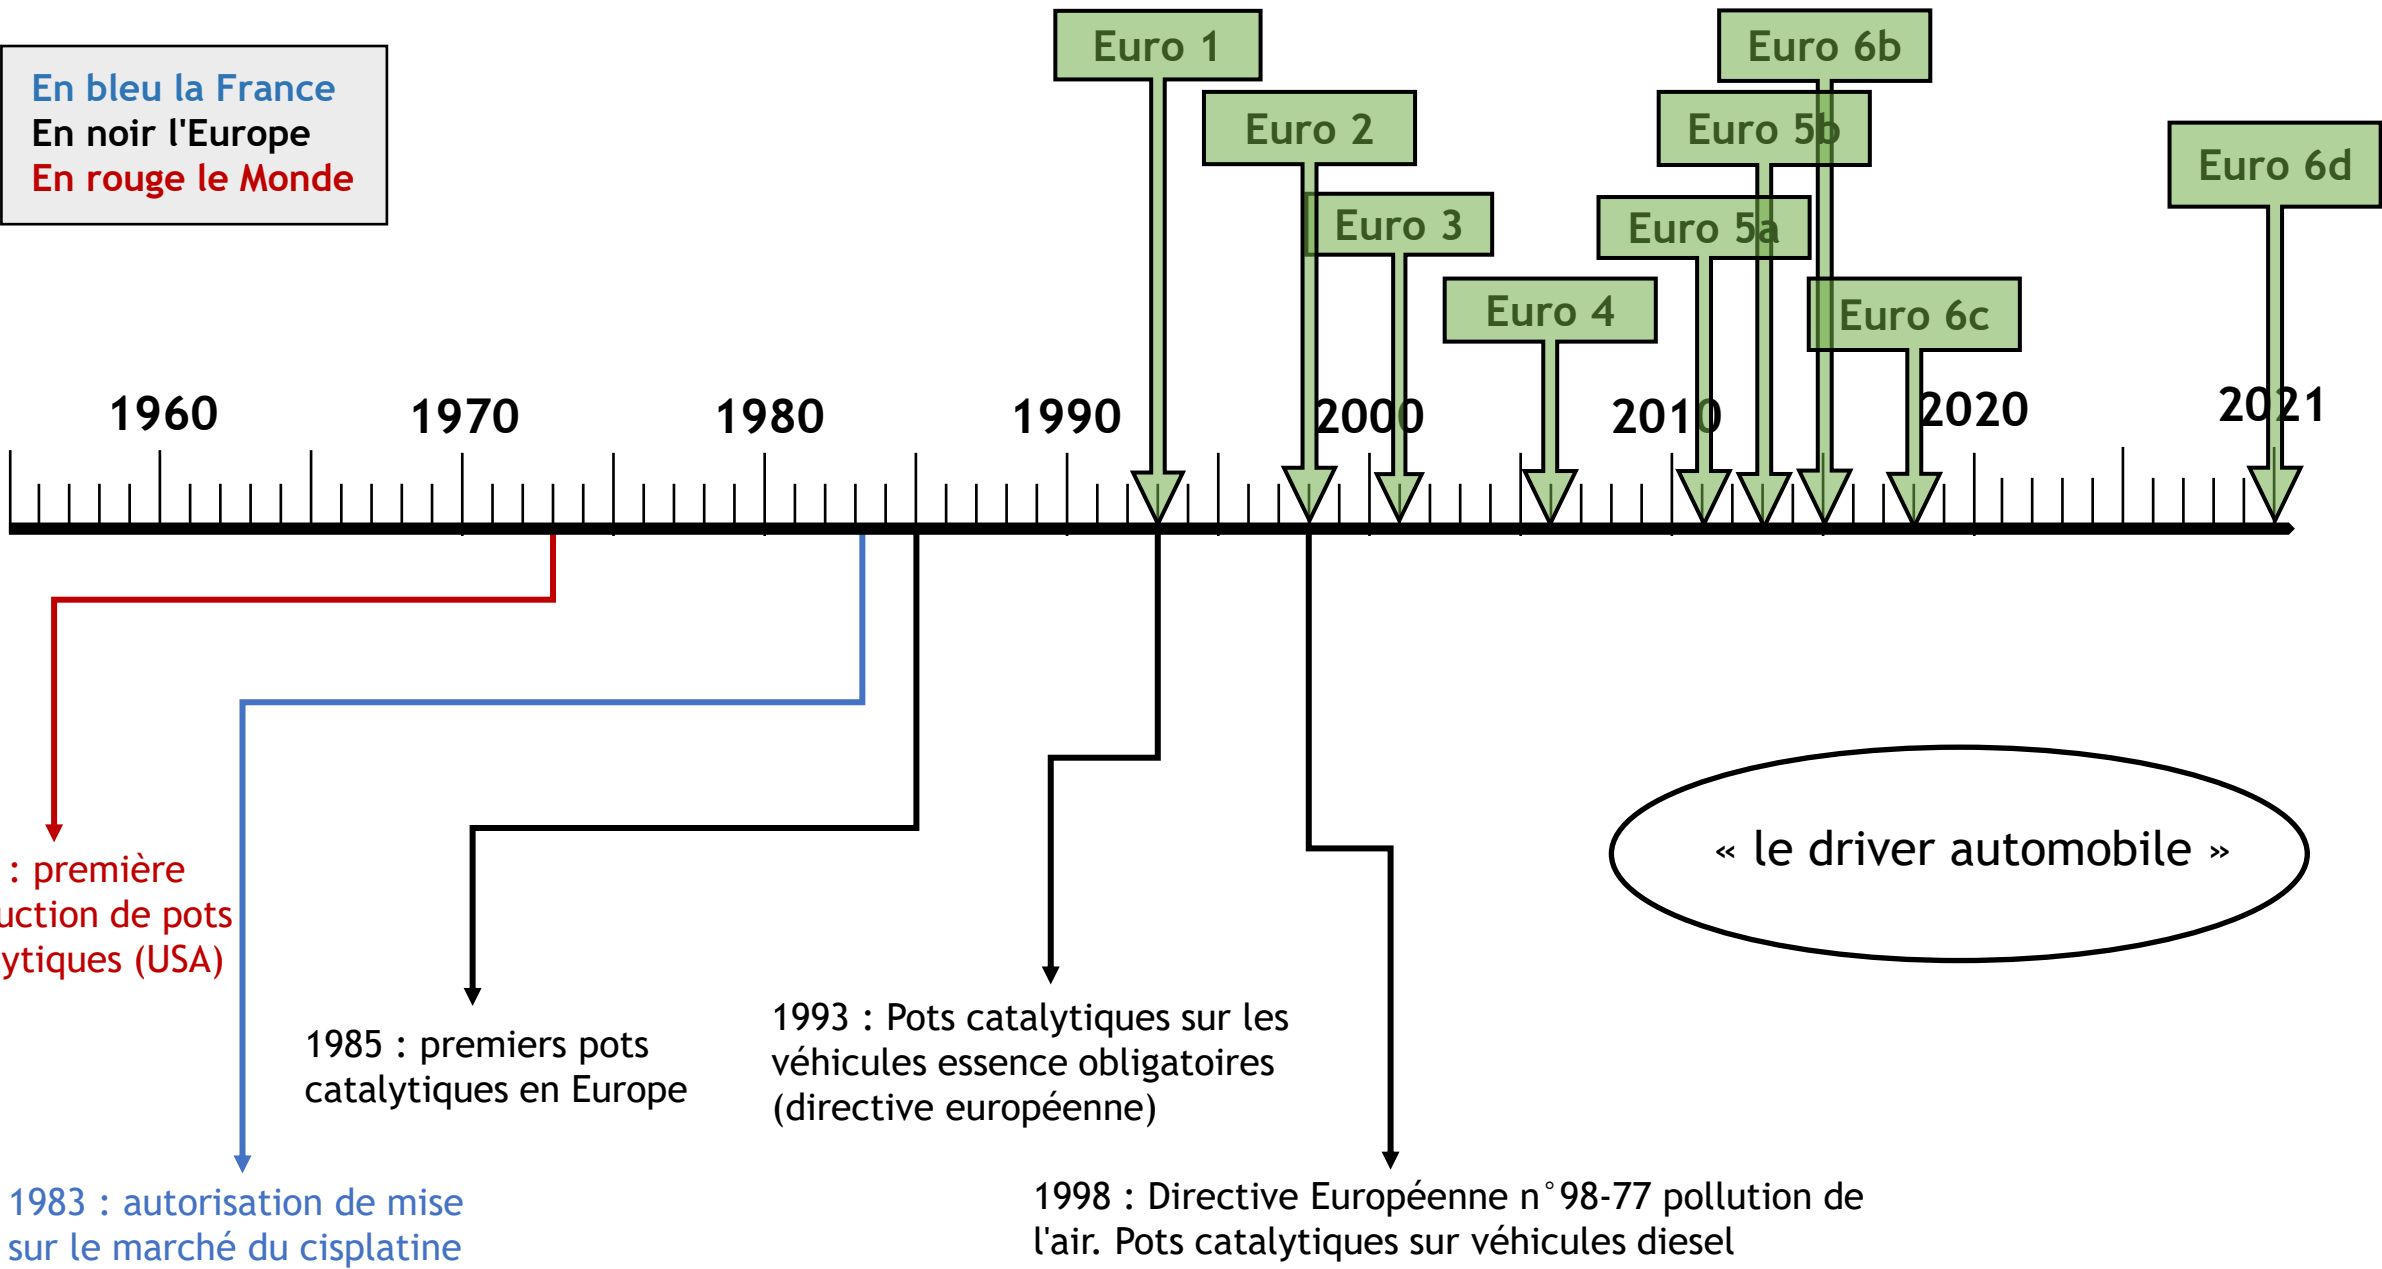 Euro 1
Euro 6b
En bleu la France
En noir l'Europe
En rouge le Monde
Euro 2
Euro 5b
Euro 6d
Euro 3
Euro 5a
Euro 4
Euro 6c
1960
1970
1980
1990
2000
2010
2020
2021
: première
uction de pots
ytiques (USA)
« le driver automobile »
1985 : premiers pots
catalytiques en Europe
1993 : Pots catalytiques sur les
véhicules essence obligatoires
(directive européenne)
1983 : autorisation de mise
sur le marché du cisplatine
1998 : Directive Européenne n°98-77 pollution de
l'air. Pots catalytiques sur véhicules diesel